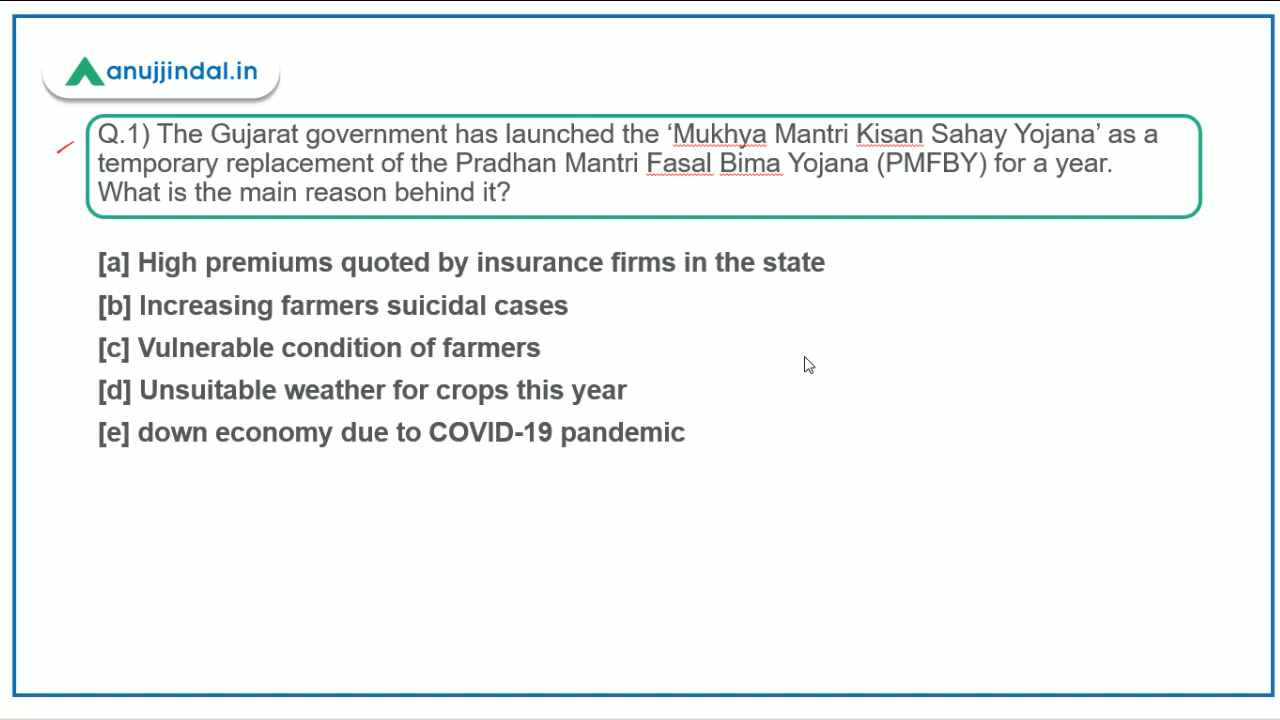 anujjindal.in
Q.1) The Gujarat government has launched the ‘Mukhya Mantri Kisan Sahay Yojana’ as a
temporary replacement of the Pradhan Mantri Fasal Bima Yojana (PMFBY) for a year.
What is the main reason behind it?
[a] High premiums quoted by insurance firms in the state
[b] Increasing farmers suicidal cases
[c] Vulnerable condition of farmers
[d] Unsuitable weather for crops this year
[e] down economy due to COVID-19 pandemic